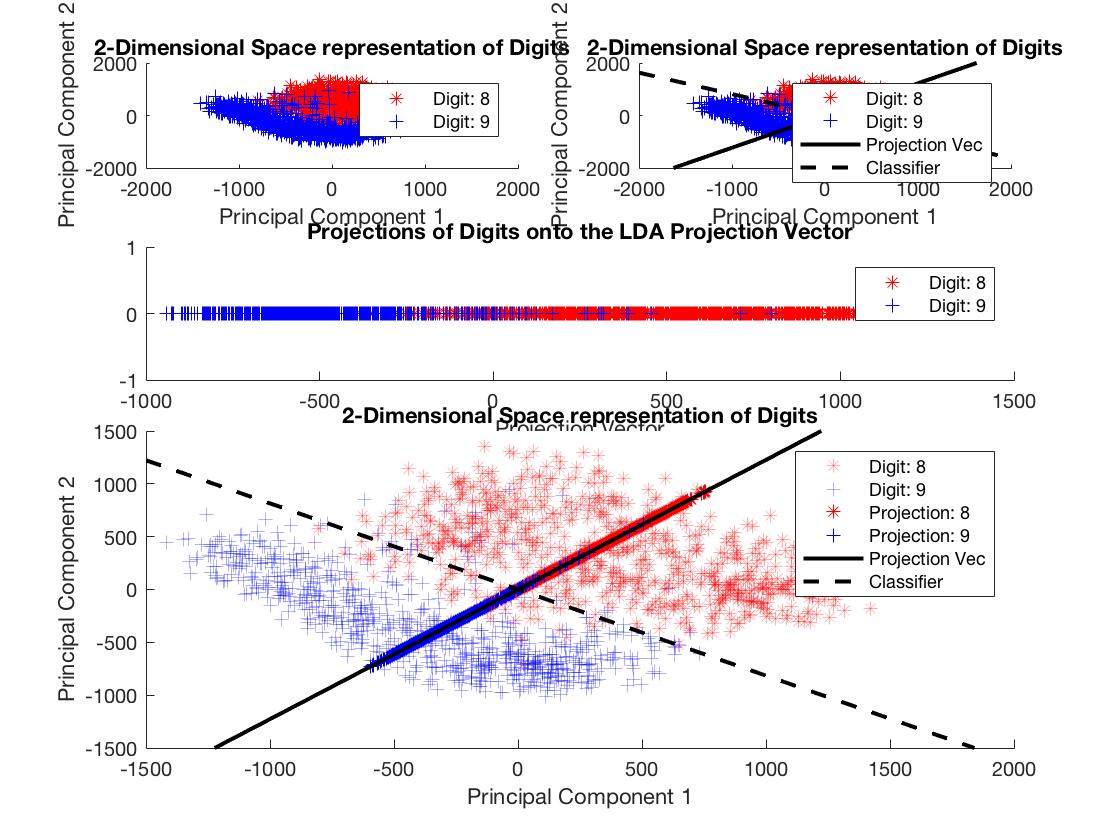 2-Dimensional Space representation of Digits
Principal Component 2
2000
0
-2000
-2000
-1000
0
1000
2000
Principal Component 1
Digit: 8
Digit: 9
2-Dimensional Space representation of Digits
Principal Component 2
2000
0
-2000
-2000
-1000
0
1000
2000
Principal Component 1
Digit: 8
Digit: 9
Projection Vec
Classifier
Projections of Digits onto the LDA Projection Vector
1
0
-1
-1000
-500
0
500
1000
1500
Projection Vector
Digit: 8
Digit: 9
2-Dimensional Space representation of Digits
Principal Component 2
1500
1000
500
0
-500
-1000
-1500
-1500
-1000
-500
0
500
1000
1500
2000
Principal Component 1
Digit: 8
Digit: 9
Projection: 8
Projection: 9
Projection Vec
Classifier